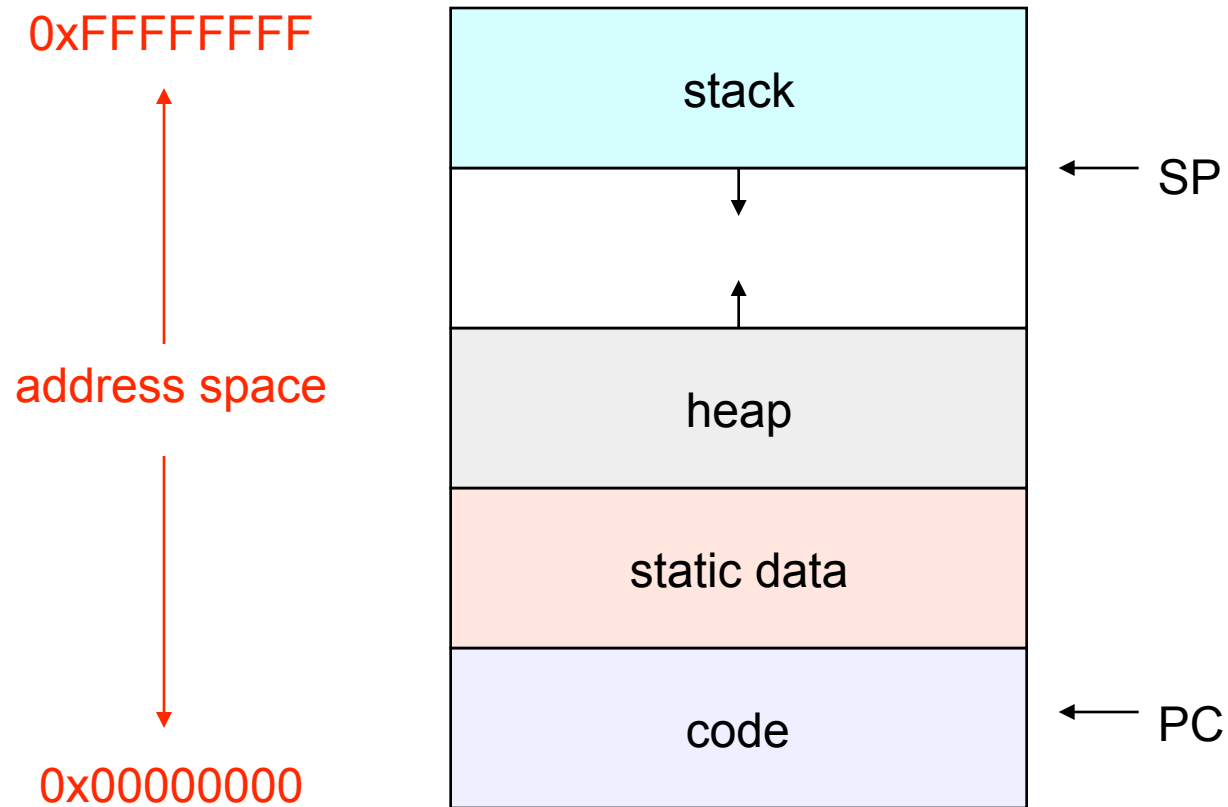 0xFFFFFFFF
stack
SP
address space
heap
static data
code
PC
0x00000000